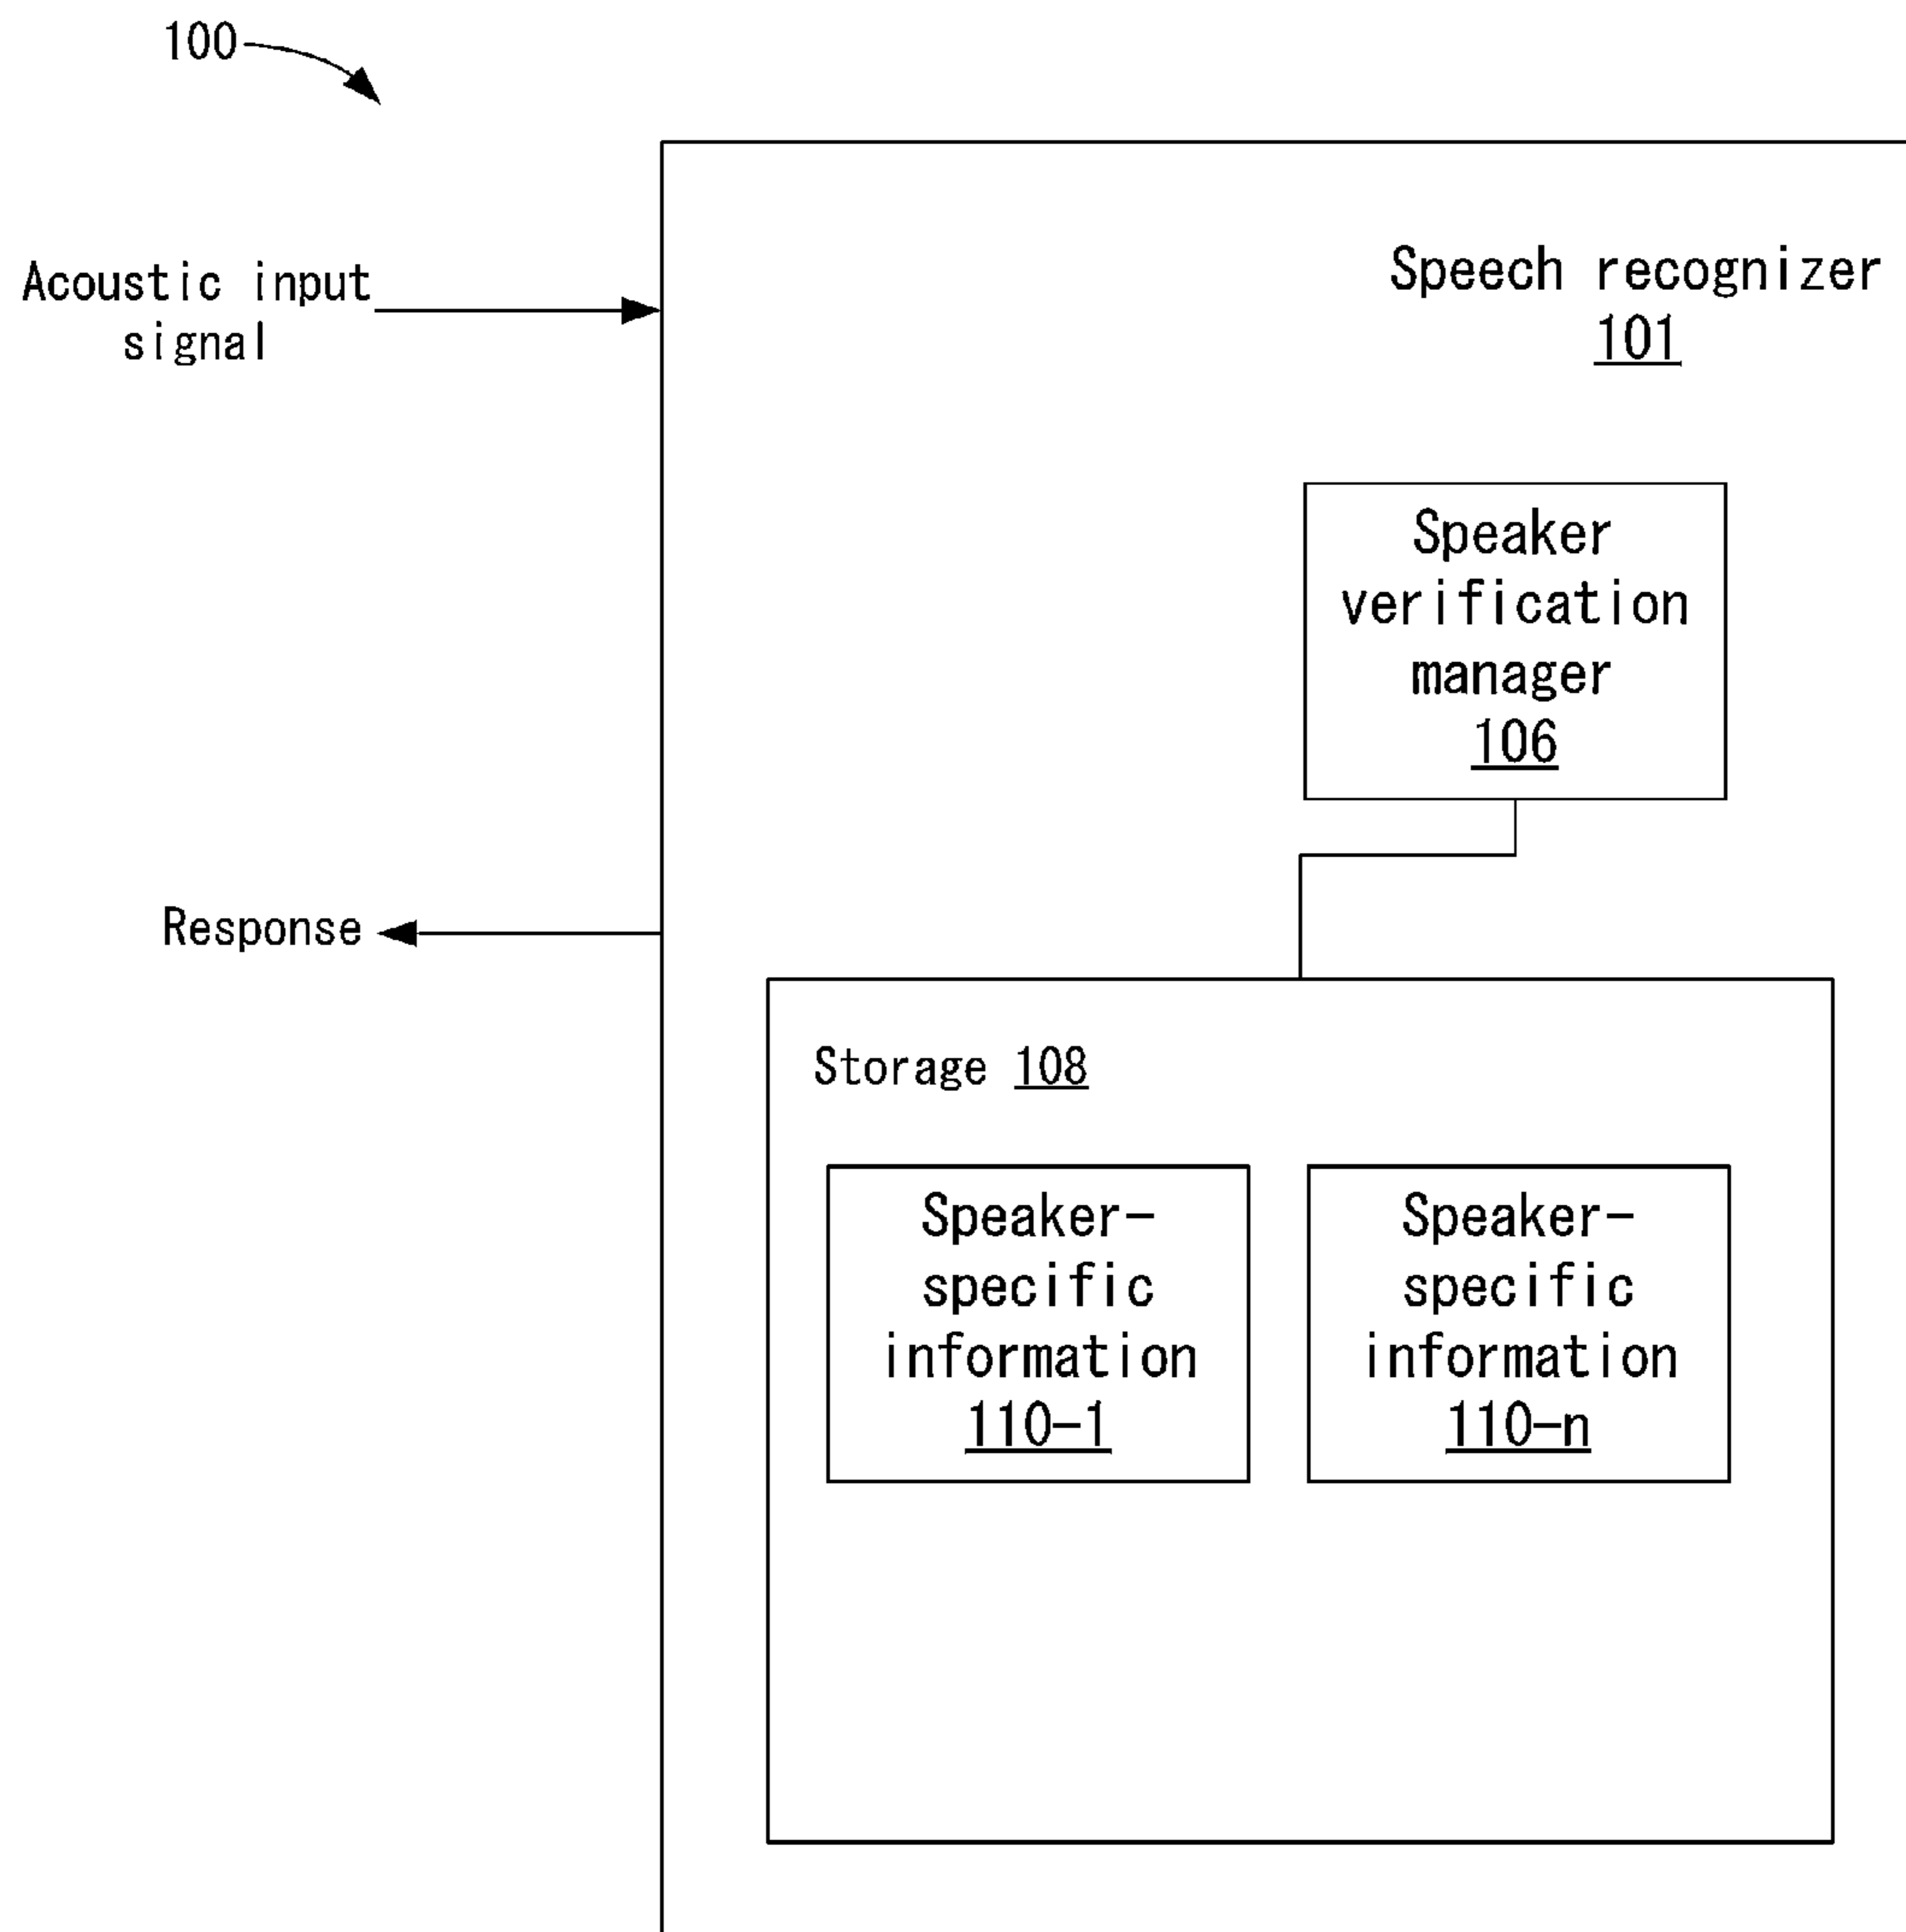 100
Acoustic input
signal
Speech recognizer
101
Speaker
verification
manager
106
Response
Storage 108
Speaker-
specific
information
110-1
Speaker-
specific
information
110-n